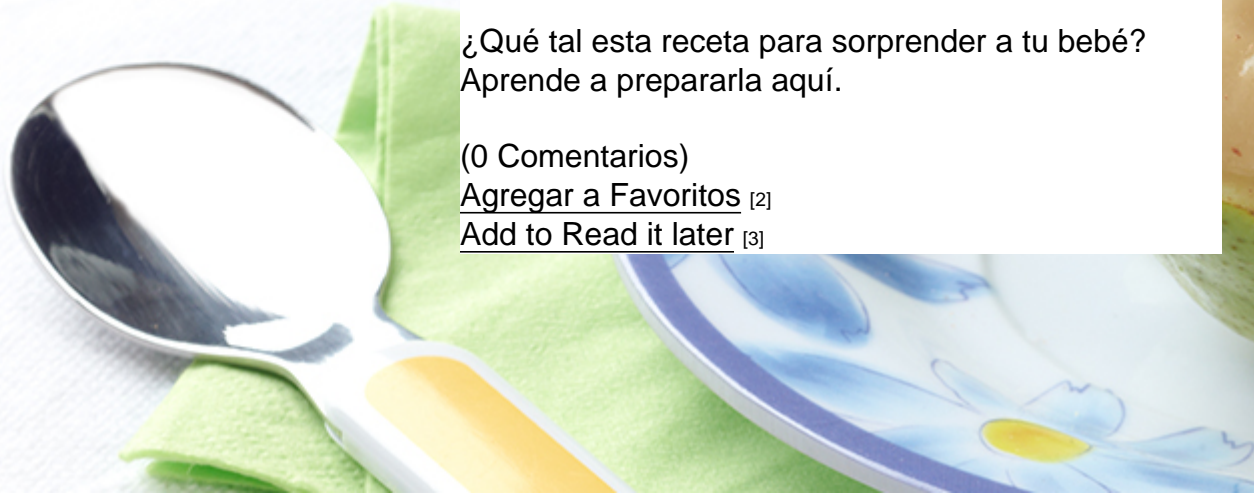 ¿Qué tal esta receta para sorprender a tu bebé?
Aprende a prepararla aquí.
(0 Comentarios)
Agregar a Favoritos [2]
Add to Read it later [3]